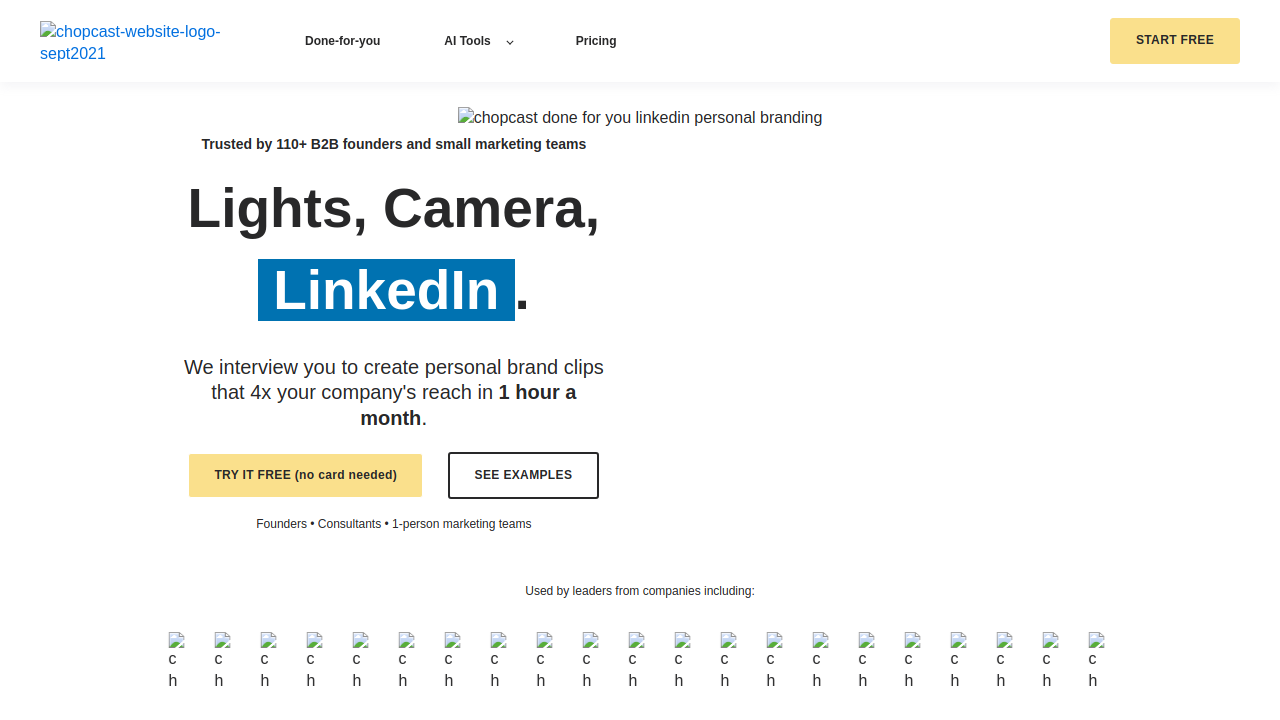 chopcast-website-logo-sept2021
Done-for-you
AI Tools
Pricing
START FREE
chopcast done for you linkedin personal branding
Trusted by 110+ B2B founders and small marketing teams
Lights, Camera,
LinkedIn .
We interview you to create personal brand clips
that 4x your company's reach in 1 hour a
month.
TRY IT FREE (no card needed)
SEE EXAMPLES
Founders • Consultants • 1-person marketing teams
Used by leaders from companies including:
c c c c c c c c c c c c c c c c c c c c c
h h h h h h h h h h h h h h h h h h h h h